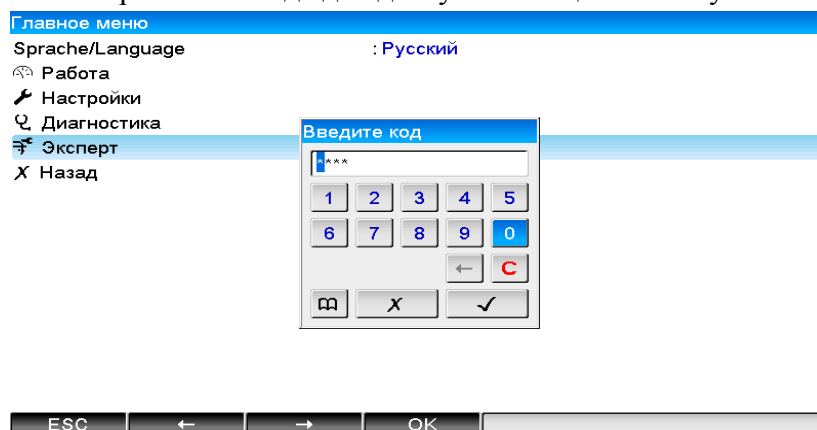 Главное меню
Sprache/Language : Русский
Работа
Настройки
Диагностика
Эксперт
X Назад
Введите код
****
1 2 3 4 5
6 7 8 9 0
← C
X ✓
ESC ← → OK